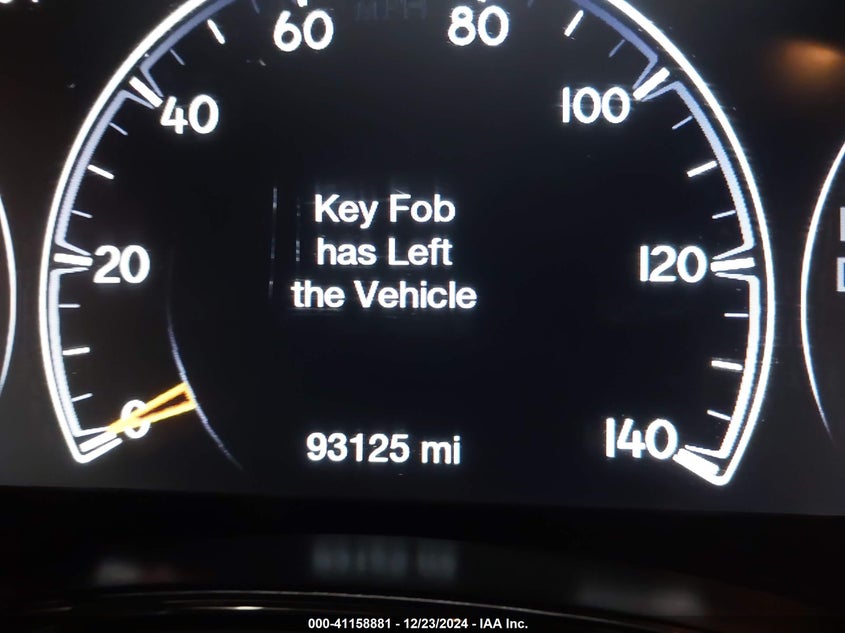 MPH
60
80
40
100
Key Fob
has Left
the Vehicle
20
120
0
93125 mi
140
000-41158881 - 12/23/2024 - IAA Inc.